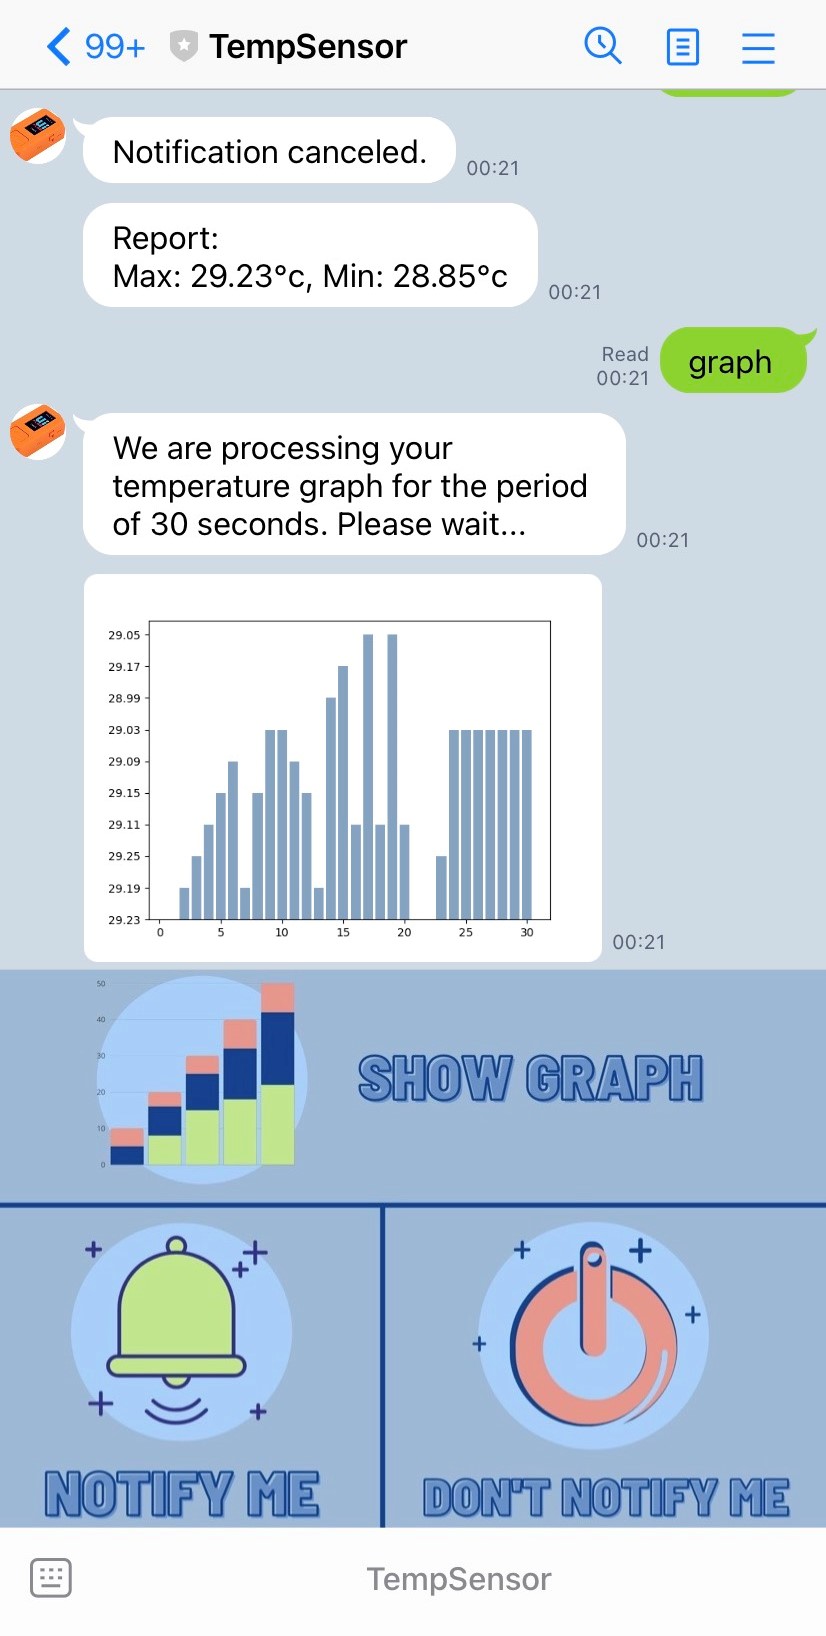 99+ TempSensor
Notification canceled.
00:21
Report:
Max: 29.23°c, Min: 28.85°c
00:21
Read
00:21
graph
We are processing your
temperature graph for the period
of 30 seconds. Please wait...
00:21
29.05
29.17
28.99
29.03
29.09
29.15
29.11
29.25
29.19
29.23
0 5 10 15 20 25 30
00:21
50
40
30
20
10
0
SHOW GRAPH
NOTIFY ME
DON'T NOTIFY ME
TempSensor